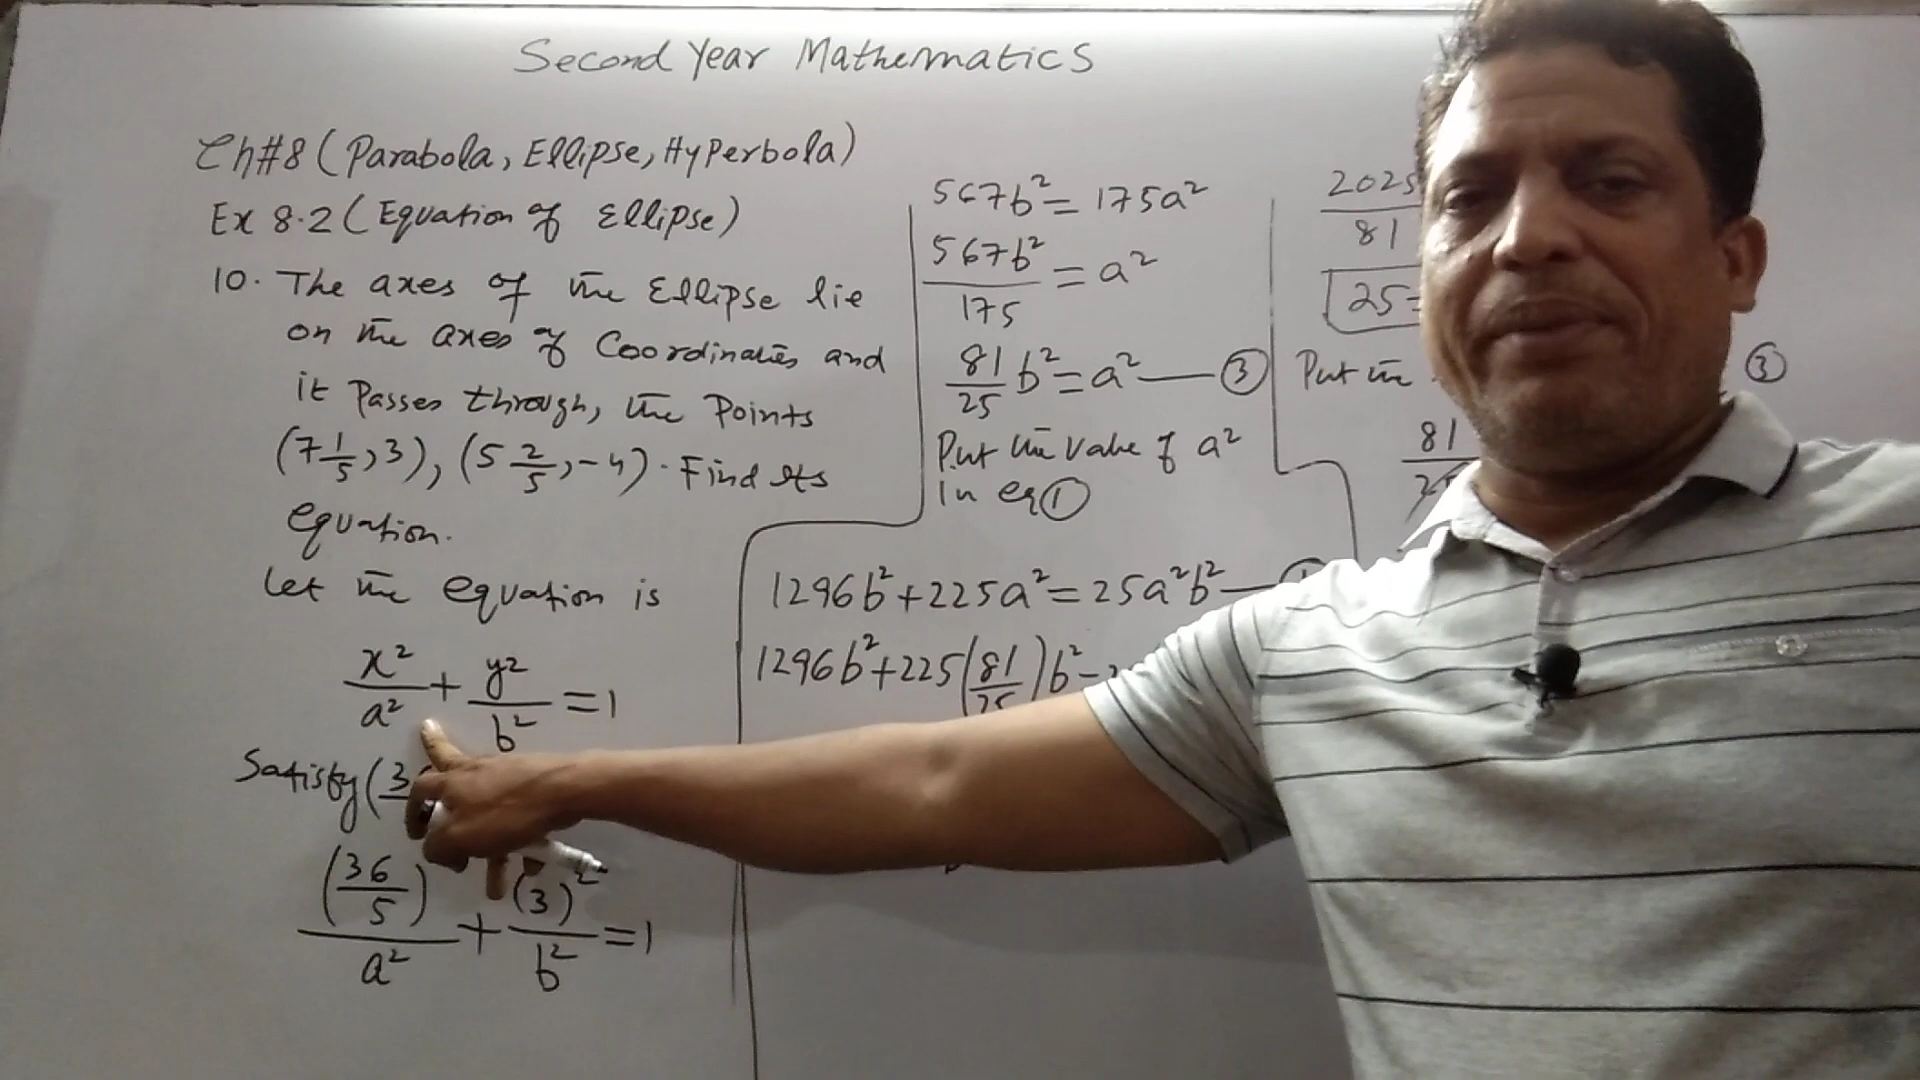 Second Year Mathematics
Ch#8 (Parabola, Ellipse, Hyperbola)
Ex 8.2 (Equation of Ellipse)
10. The axes of the Ellipse lie
on the axes of Coordinates and
it Passes through, the Points
(7 1/5, 3), (5 2/5, -4). Find its
equation.
Let the equation is
x²/a² + y²/b² = 1
Satisfy (3
(36/5)/a² + (3)²/b² = 1
567b² = 175a²
567b²/175 = a²
81/25 b² = a² — ③
Put the value of a²
in eq ①
1296b² + 225a² = 25a²b² —
1296b² + 225(81/25)b² =
2025
81
25 =
Put the ③
81